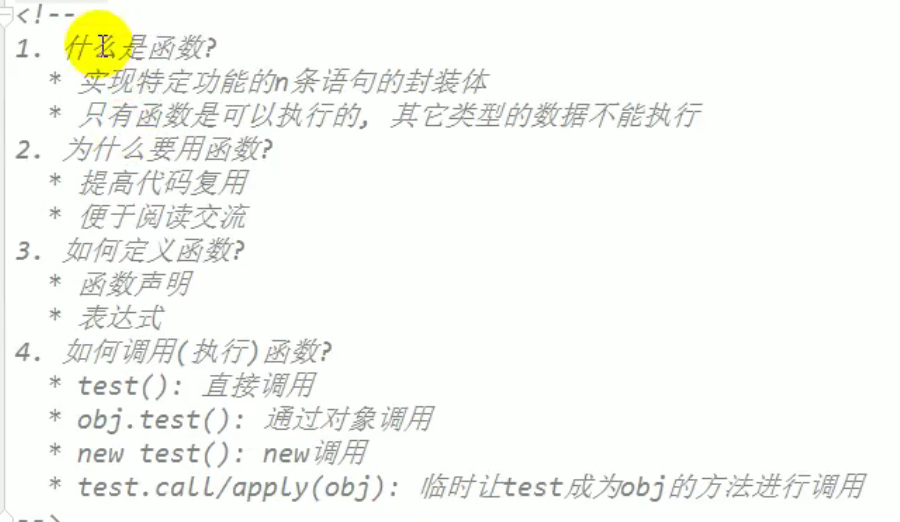 <!--
1. 什么是函数?
* 实现特定功能的n条语句的封装体
* 只有函数是可以执行的, 其它类型的数据不能执行
2. 为什么要用函数?
* 提高代码复用
* 便于阅读交流
3. 如何定义函数?
* 函数声明
* 表达式
4. 如何调用(执行)函数?
* test(): 直接调用
* obj.test(): 通过对象调用
* new test(): new调用
* test.call/apply(obj): 临时让test成为obj的方法进行调用
-->